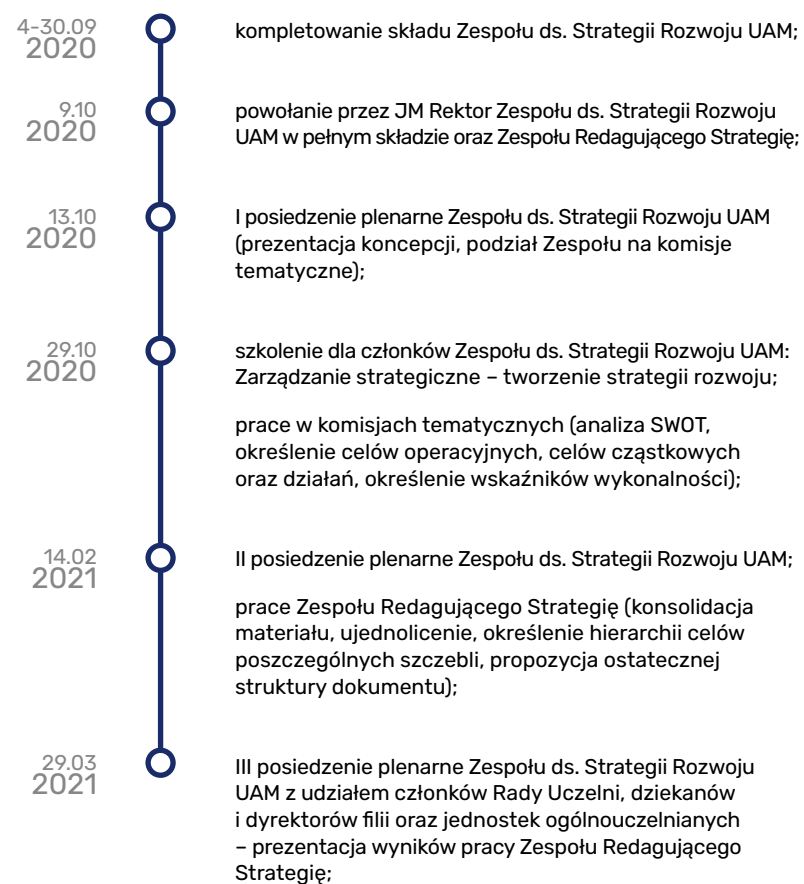 4-30.09
2020
kompletowanie składu Zespołu ds. Strategii Rozwoju UAM;
9.10
2020
powołanie przez JM Rektor Zespołu ds. Strategii Rozwoju
UAM w pełnym składzie oraz Zespołu Redagującego Strategię;
13.10
2020
I posiedzenie plenarne Zespołu ds. Strategii Rozwoju UAM
(prezentacja koncepcji, podział Zespołu na komisje
tematyczne);
29.10
2020
szkolenie dla członków Zespołu ds. Strategii Rozwoju UAM:
Zarządzanie strategiczne – tworzenie strategii rozwoju;
prace w komisjach tematycznych (analiza SWOT,
określenie celów operacyjnych, celów cząstkowych
oraz działań, określenie wskaźników wykonalności);
14.02
2021
II posiedzenie plenarne Zespołu ds. Strategii Rozwoju UAM;
prace Zespołu Redagującego Strategię (konsolidacja
materiału, ujednolicenie, określenie hierarchii celów
poszczególnych szczebli, propozycja ostatecznej
struktury dokumentu);
29.03
2021
III posiedzenie plenarne Zespołu ds. Strategii Rozwoju
UAM z udziałem członków Rady Uczelni, dziekanów
i dyrektorów filii oraz jednostek ogólnouczelnianych
– prezentacja wyników pracy Zespołu Redagującego
Strategię;